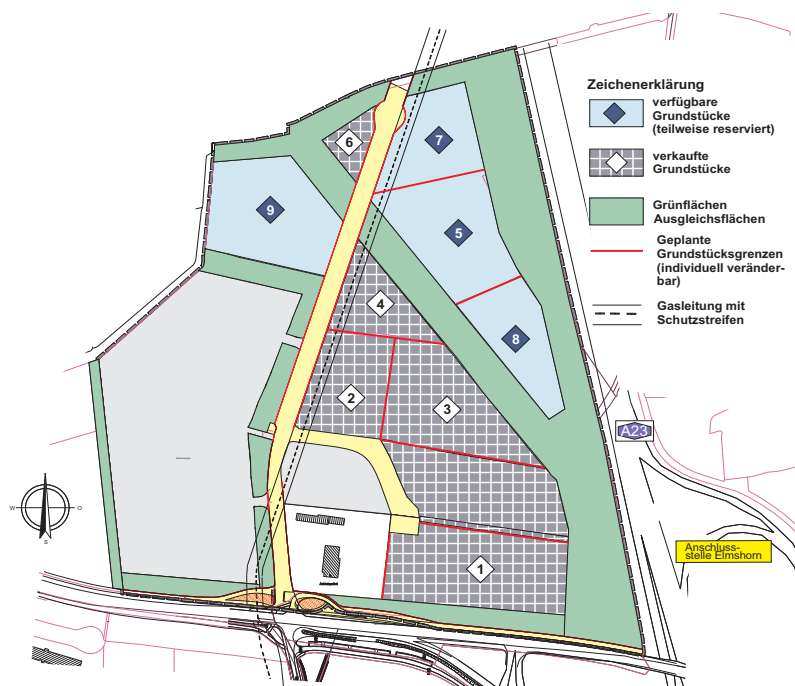 Zeichenerklärung
verfügbare
Grundstücke
(teilweise reserviert)
verkaufte
Grundstücke
Grünflächen
Ausgleichsflächen
Geplante
Grundstücksgrenzen
(individuell veränder-
bar)
Gasleitung mit
Schutzstreifen
6
7
9
5
4
8
2
3
1
A23
Anschluss-
stelle Elmshorn
W
O
S